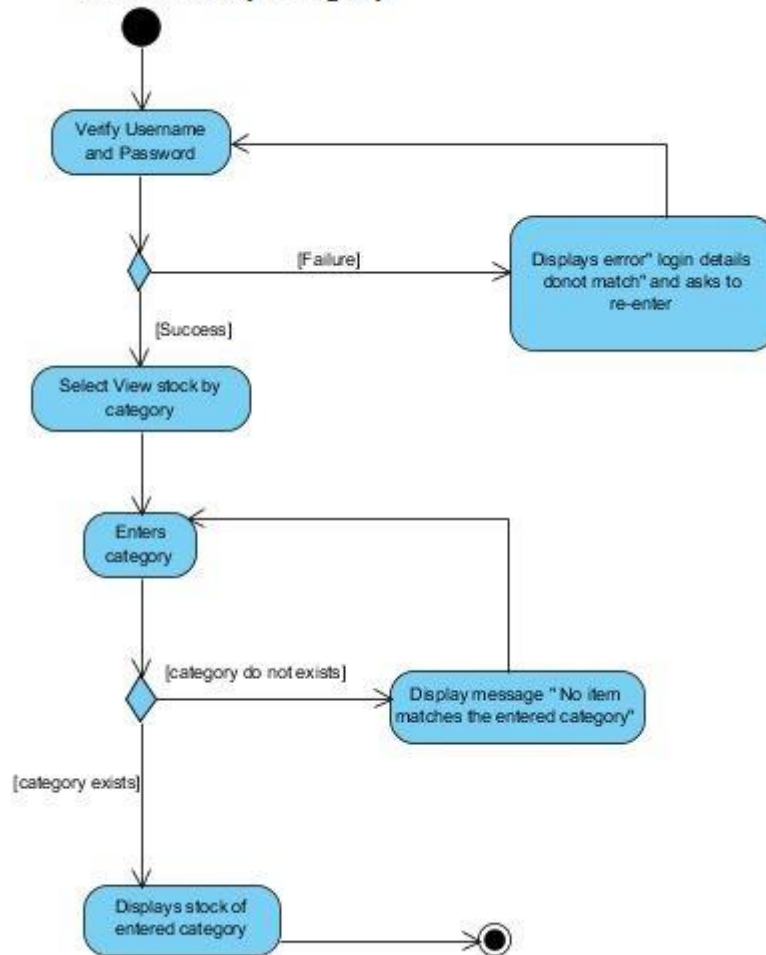 Verify Username
and Password
[Failure]
Displays error" login details
donot match" and asks to
re-enter
[Success]
Select View stock by
category
Enters
category
[category do not exists]
Display message " No item
matches the entered category"
[category exists]
Displays stock of
entered category